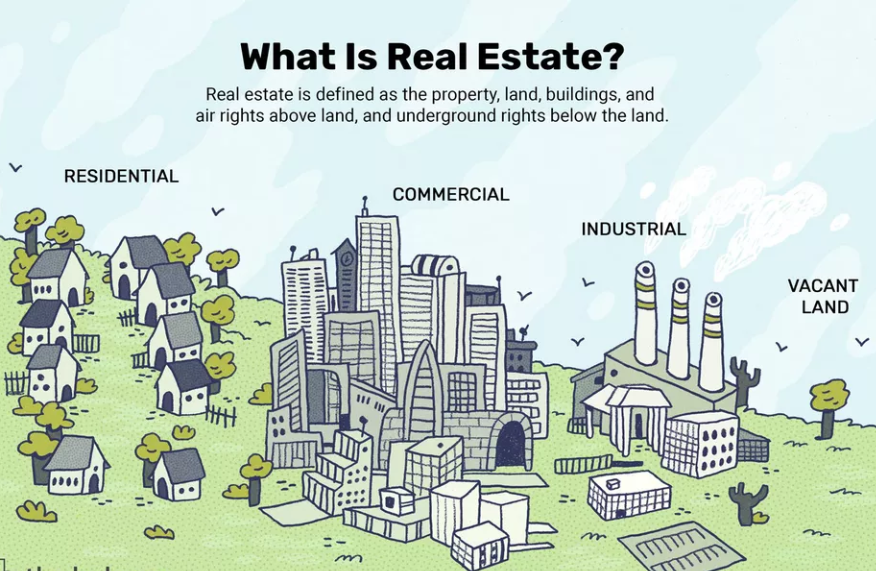 What Is Real Estate?
Real estate is defined as the property, land, buildings, and
air rights above land, and underground rights below the land.
RESIDENTIAL
COMMERCIAL
INDUSTRIAL
VACANT
LAND